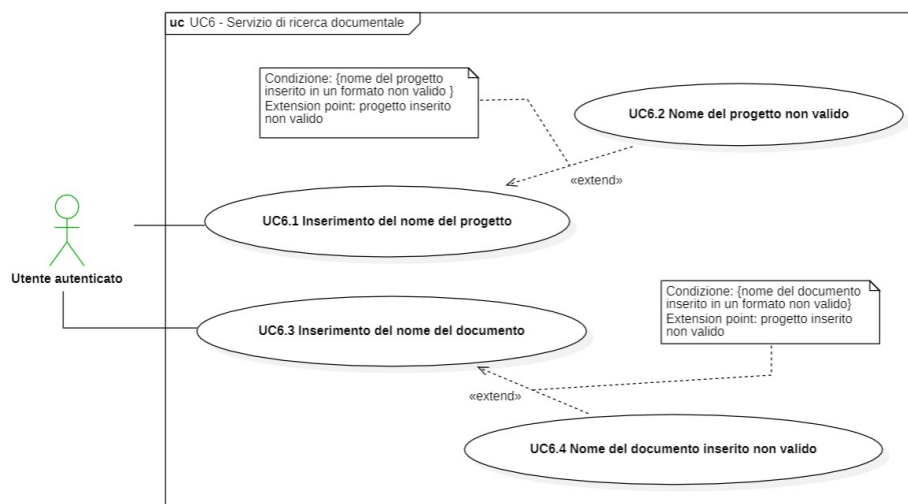 uc UC6 - Servizio di ricerca documentale
Condizione: {nome del progetto
inserito in un formato non valido }
Extension point: progetto inserito
non valido
UC6.2 Nome del progetto non valido
«extend»
UC6.1 Inserimento del nome del progetto
Utente autenticato
Condizione: {nome del documento
inserito in un formato non valido}
Extension point: progetto inserito
non valido
UC6.3 Inserimento del nome del documento
«extend»
UC6.4 Nome del documento inserito non valido